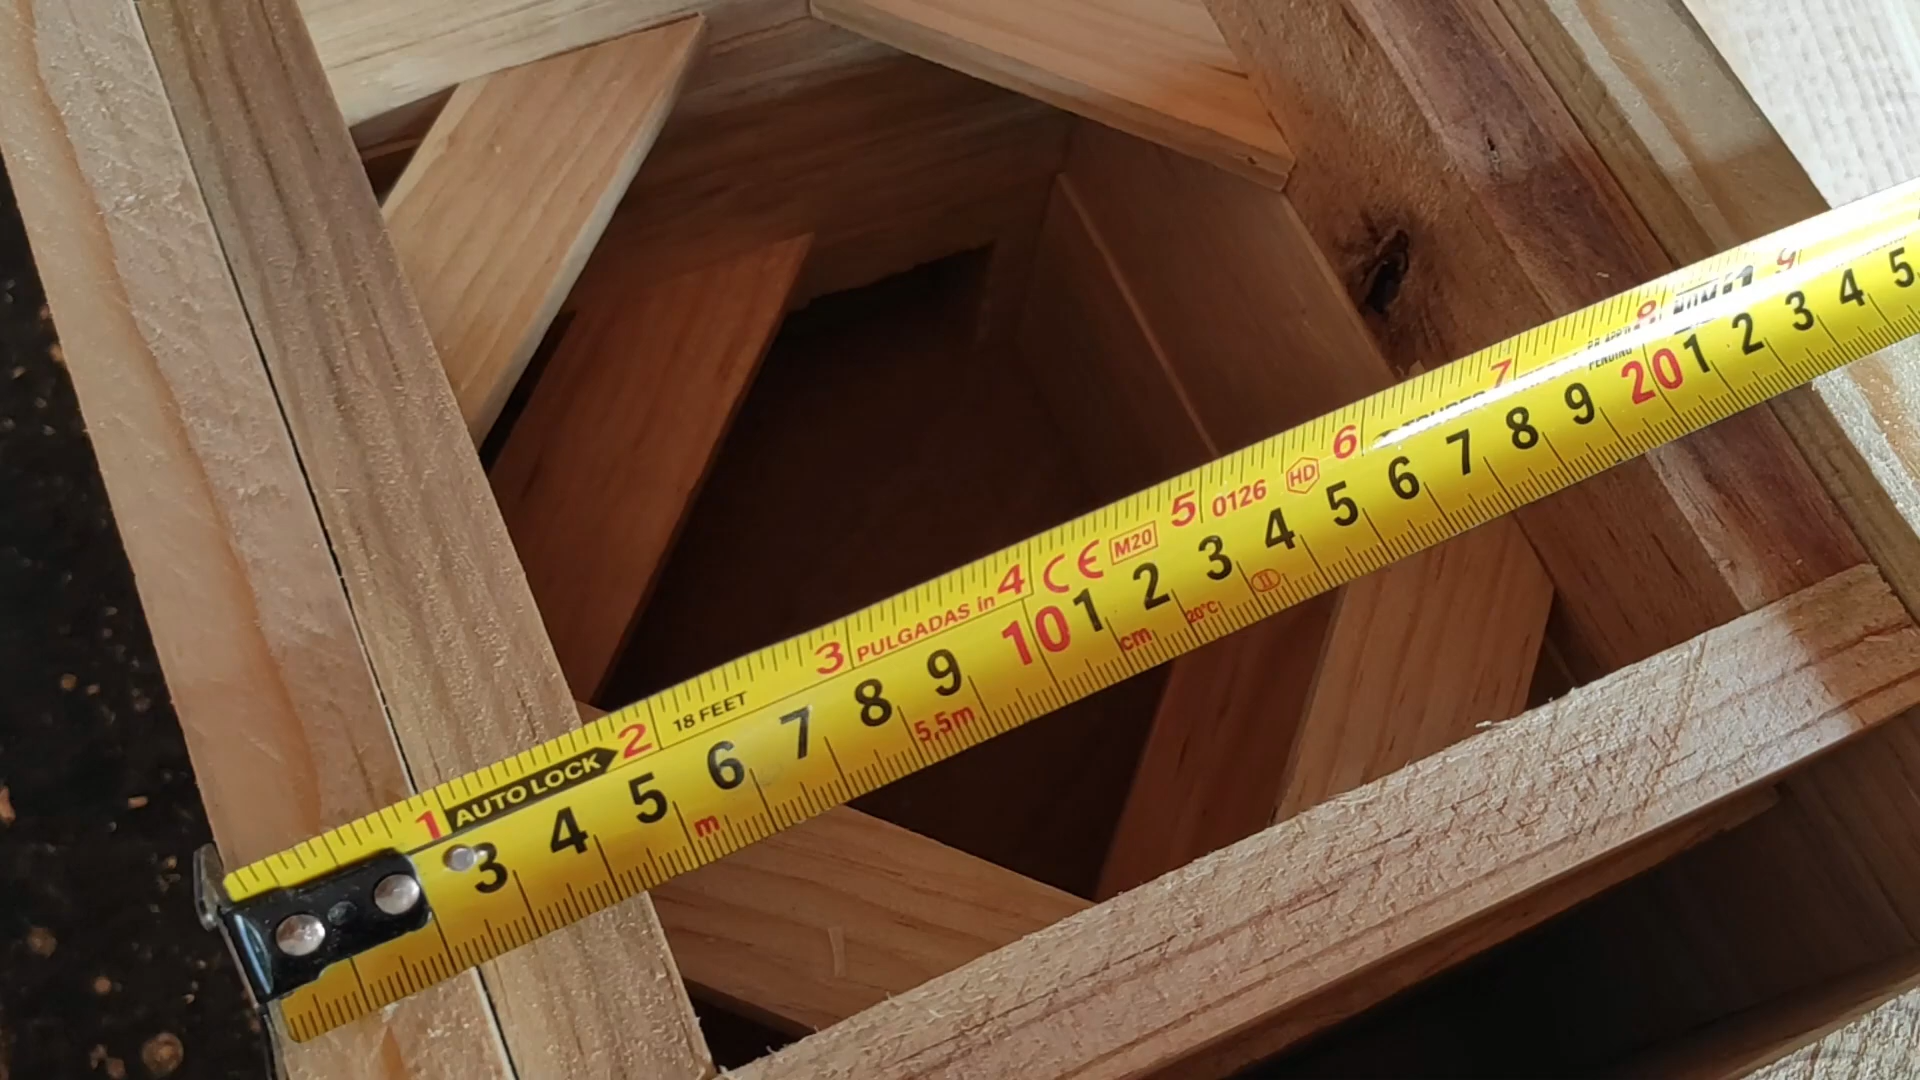 1 AUTO LOCK 2 18 FEET 3 PULGADAS in 4 CE M20 5 0126 HD 6 7 PENDING 8 9
3 4 5 6 7 8 9 10 1 2 3 4 5 6 7 8 9 20 1 2 3 4 5
m 5,5m cm 20°C II